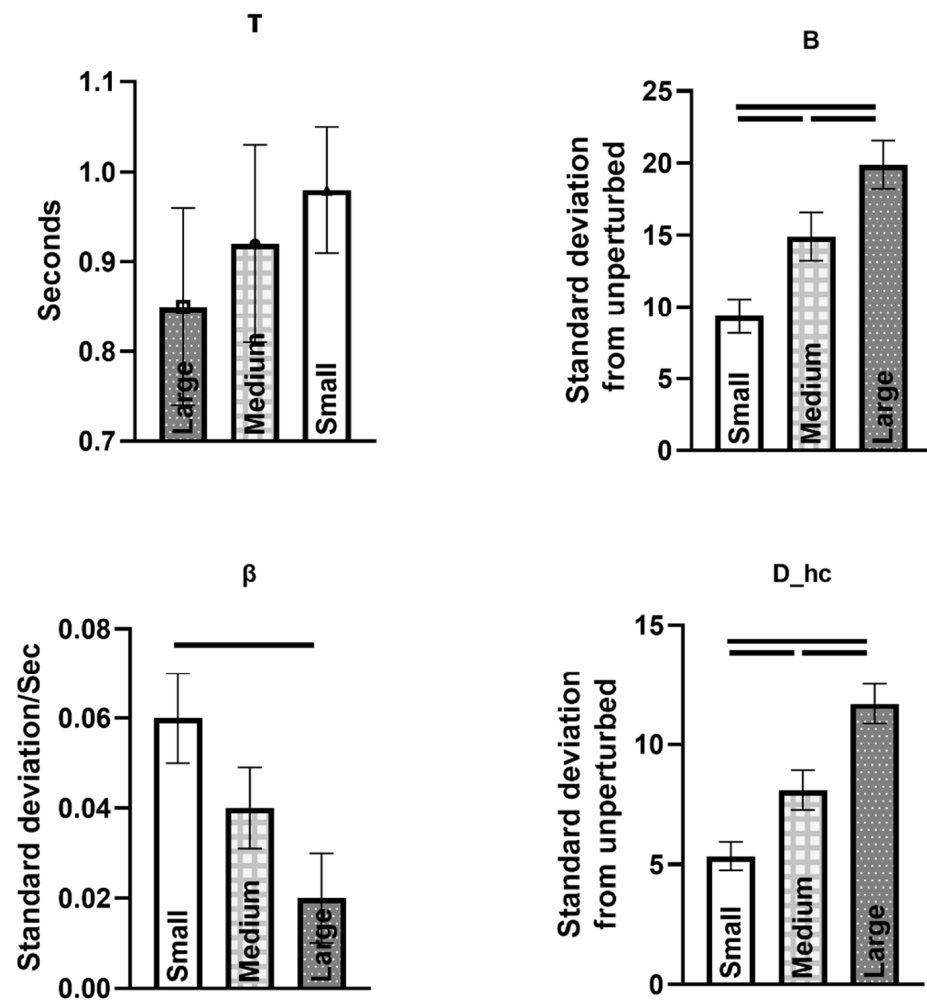 T
1.1
1.0
0.9
0.8
0.7
Seconds
Large
Medium
Small
B
25
20
15
10
5
0
Standard deviation
from unperturbed
Small
Medium
Large
β
0.08
0.06
0.04
0.02
0.00
Standard deviation/Sec
Small
Medium
Large
D_hc
15
10
5
0
Standard deviation
from unperturbed
Small
Medium
Large